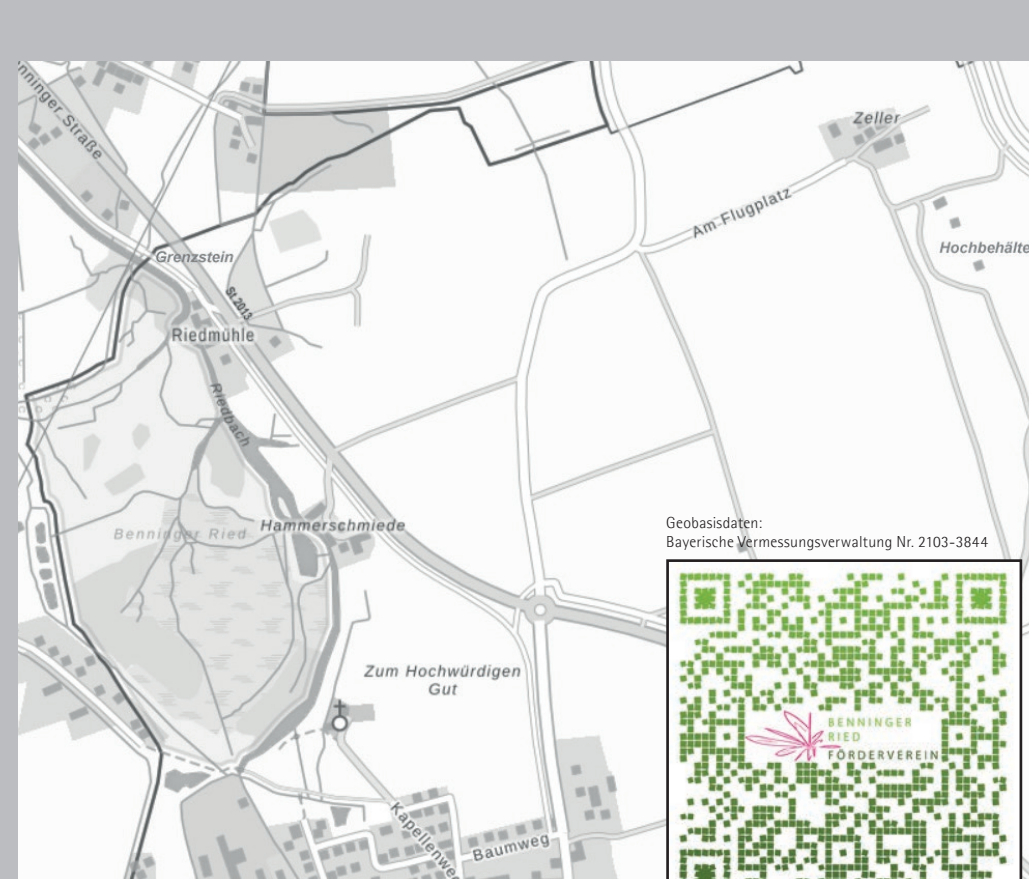 nninger Straße
Zeller
Am Flugplatz
Grenzstein
Hochbehälte
St 2013
Riedmühle
Riedbach
Geobasisdaten:
Bayerische Vermessungsverwaltung Nr. 2103-3844
Hammerschmiede
Benninger Ried
Zum Hochwürdigen
Gut
BENNINGER
RIED
FÖRDERVEREIN
Kapellenweg
Baumweg